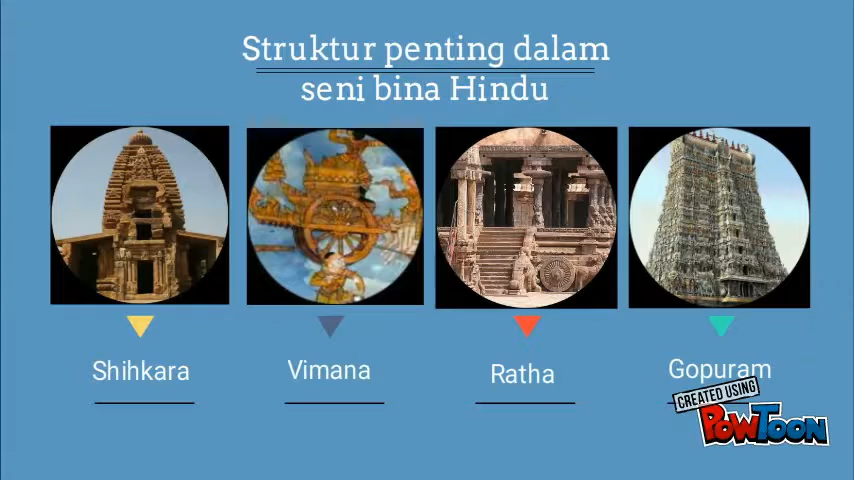 Struktur penting dalam
seni bina Hindu
Shihkara
Vimana
Ratha
Gopuram
CREATED USING
POWTOON